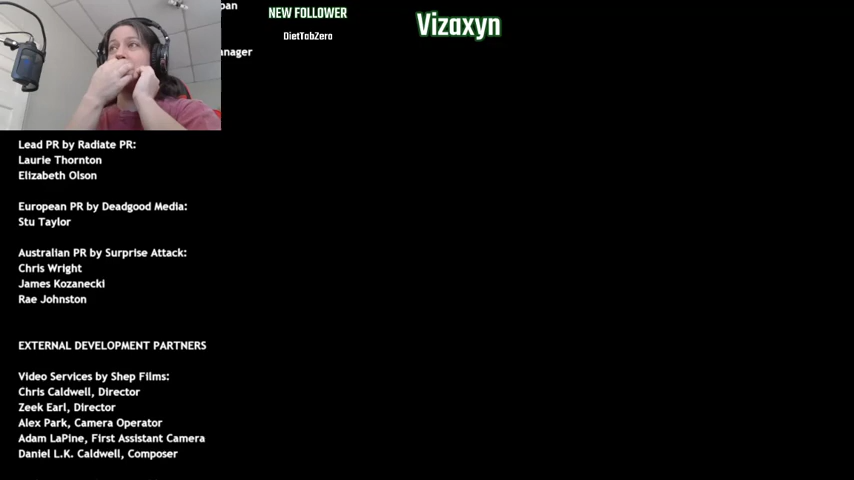 NEW FOLLOWER
DietTabZero
Vizaxyn
Lead PR by Radiate PR:
Laurie Thornton
Elizabeth Olson
European PR by Deadgood Media:
Stu Taylor
Australian PR by Surprise Attack:
Chris Wright
James Kozanecki
Rae Johnston
EXTERNAL DEVELOPMENT PARTNERS
Video Services by Shep Films:
Chris Caldwell, Director
Zeek Earl, Director
Alex Park, Camera Operator
Adam LaPine, First Assistant Camera
Daniel L.K. Caldwell, Composer